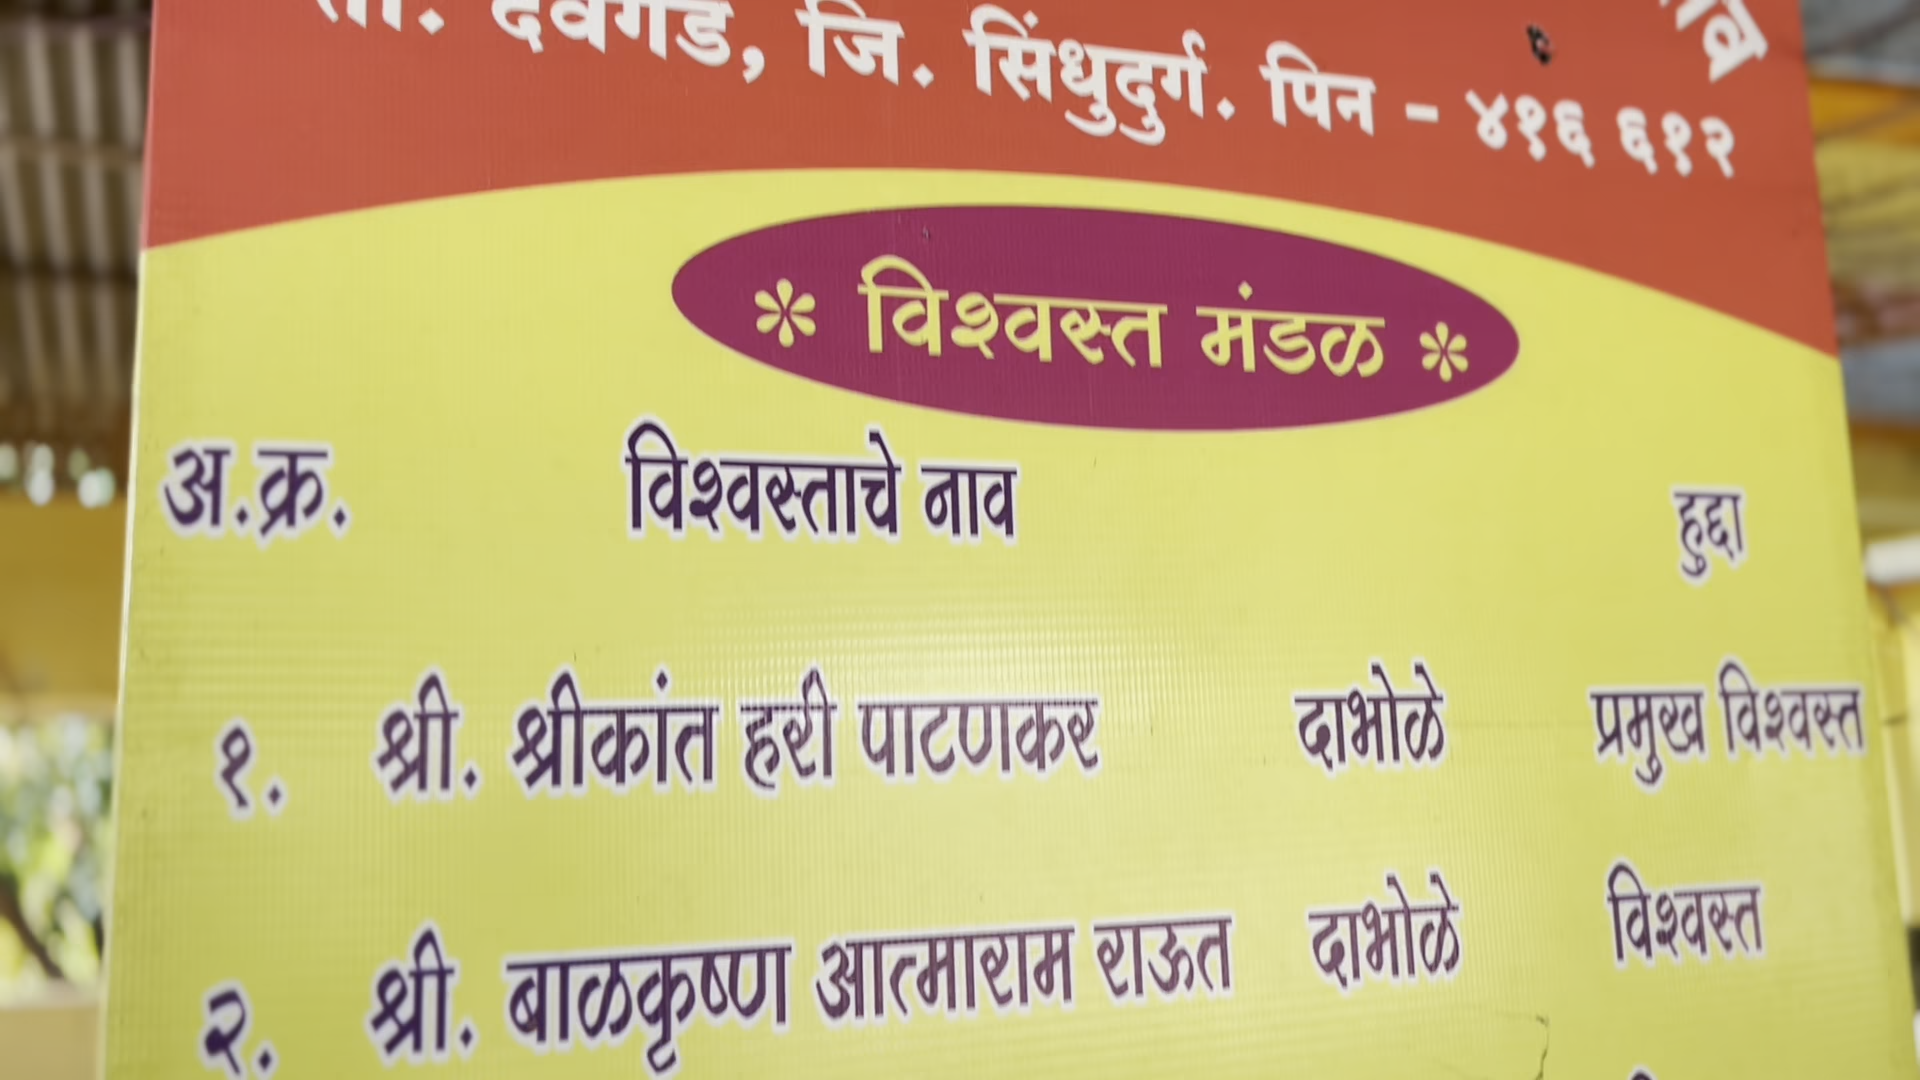 ता. देवगड, जि. सिंधुदुर्ग. पिन - ४१६ ६१२
* विश्वस्त मंडळ *
अ.क्र. विश्वस्ताचे नाव हुद्दा
१. श्री. श्रीकांत हरी पाटणकर दाभोळे प्रमुख विश्वस्त
२. श्री. बाळकृष्ण आत्माराम राऊत दाभोळे विश्वस्त